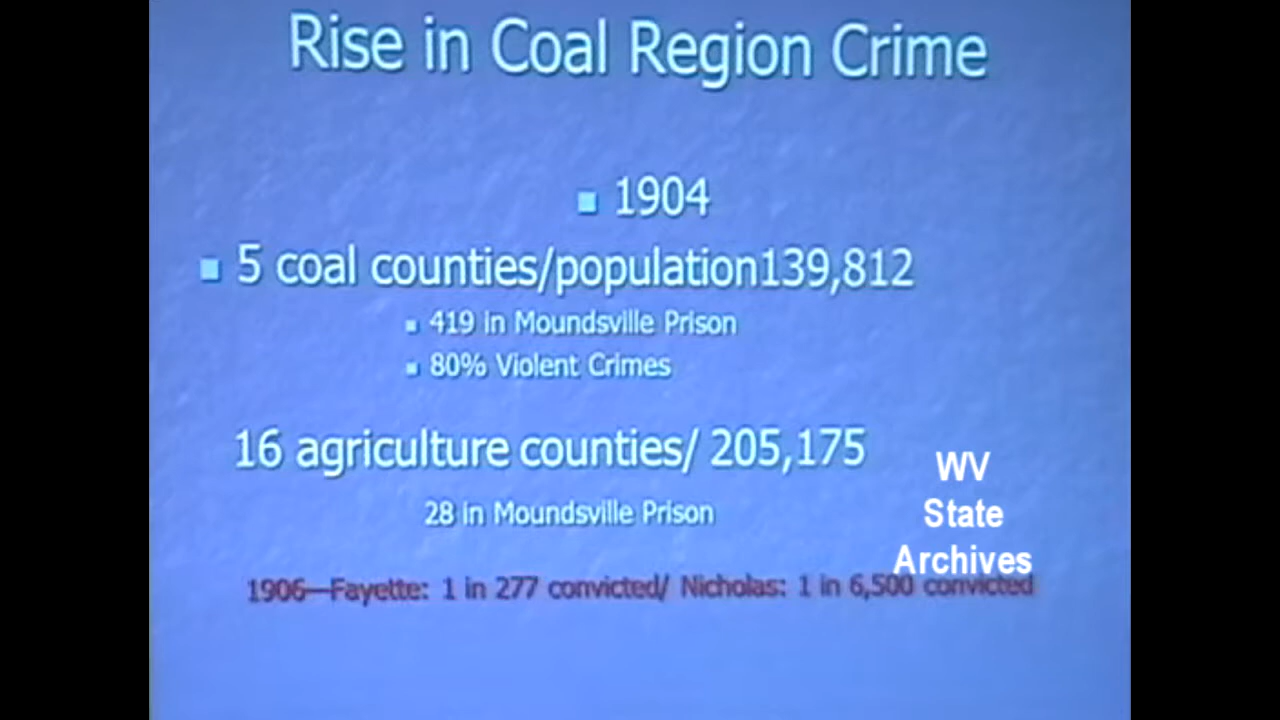 Rise in Coal Region Crime
1904
5 coal counties/population139,812
419 in Moundsville Prison
80% Violent Crimes
16 agriculture counties/ 205,175
28 in Moundsville Prison
WV
State
Archives
1906—Fayette: 1 in 277 convicted/ Nicholas: 1 in 6,500 convicted